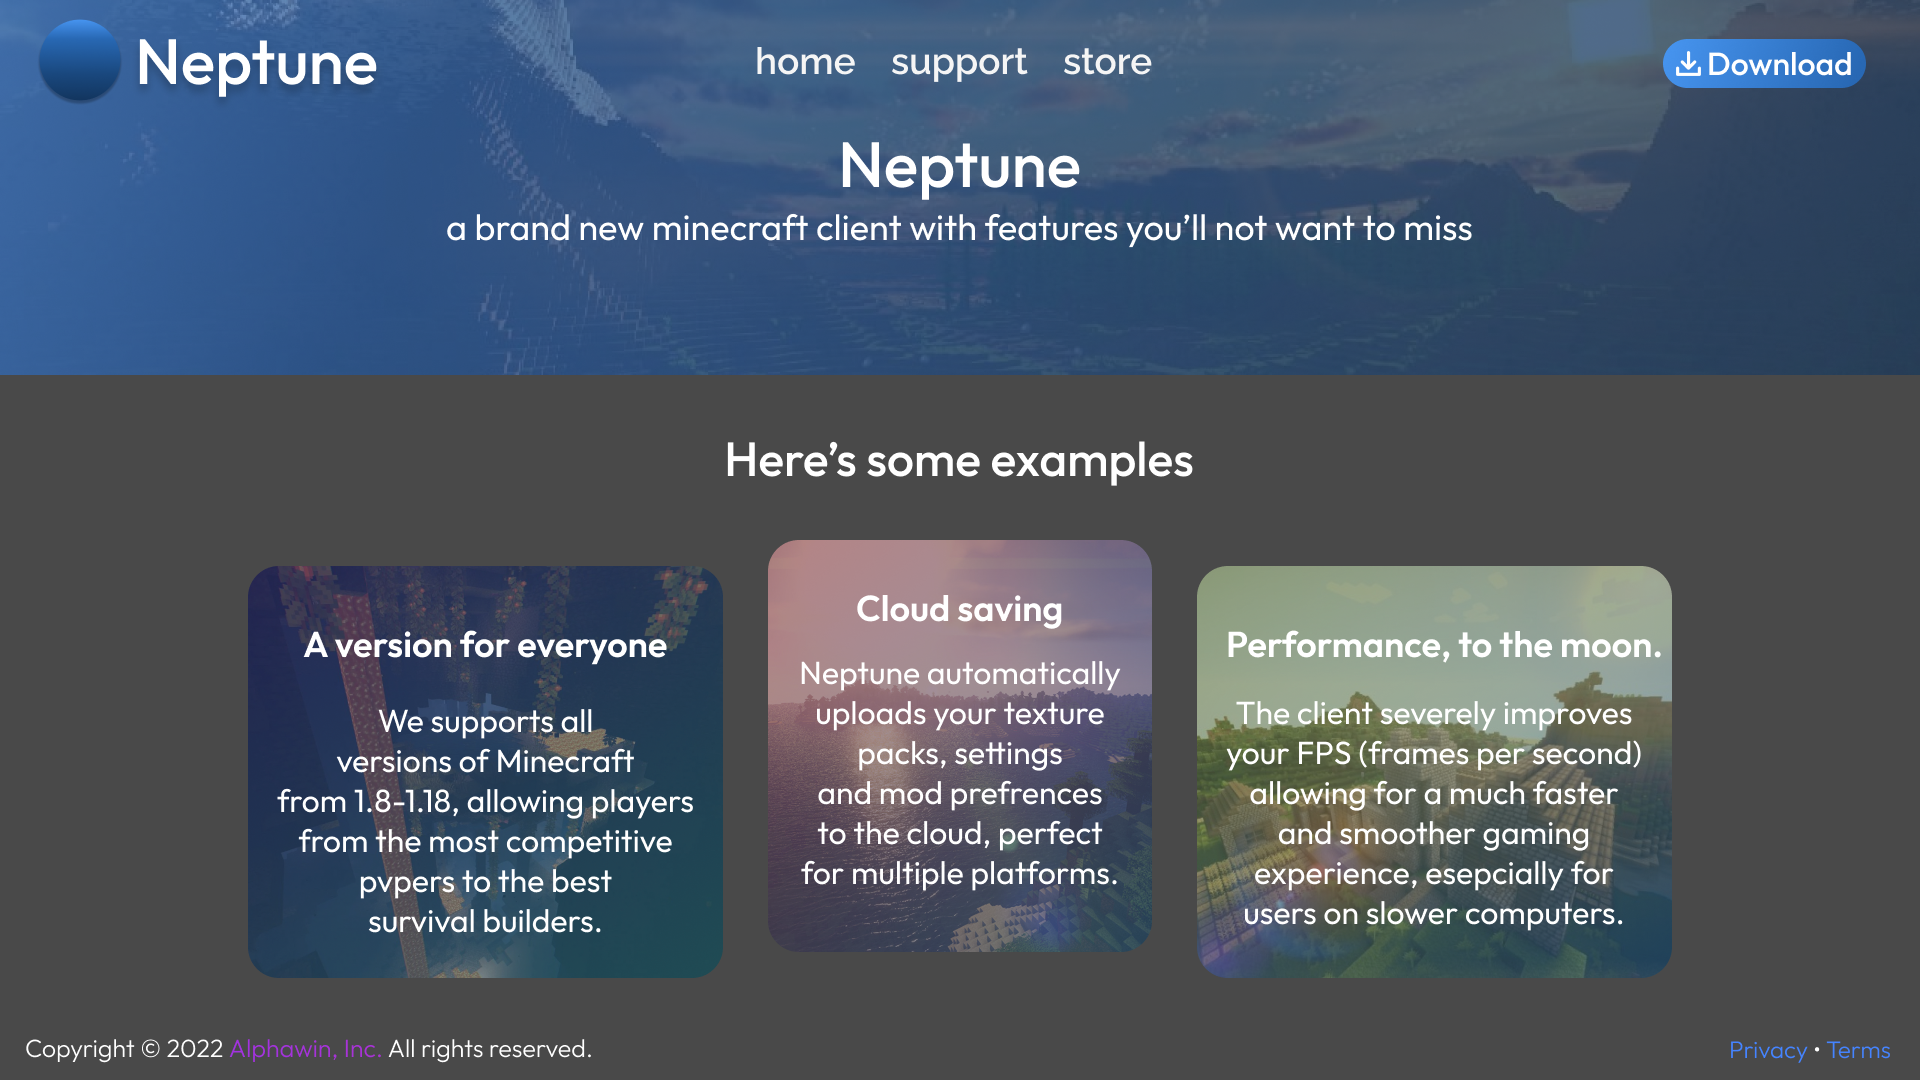 Neptune
home support store
Download
Neptune
a brand new minecraft client with features you’ll not want to miss
Here’s some examples
A version for everyone
We supports all
versions of Minecraft
from 1.8-1.18, allowing players
from the most competitive
pvpers to the best
survival builders.
Cloud saving
Neptune automatically
uploads your texture
packs, settings
and mod prefrences
to the cloud, perfect
for multiple platforms.
Performance, to the moon.
The client severely improves
your FPS (frames per second)
allowing for a much faster
and smoother gaming
experience, esepcially for
users on slower computers.
Copyright © 2022 Alphawin, Inc. All rights reserved.
Privacy • Terms